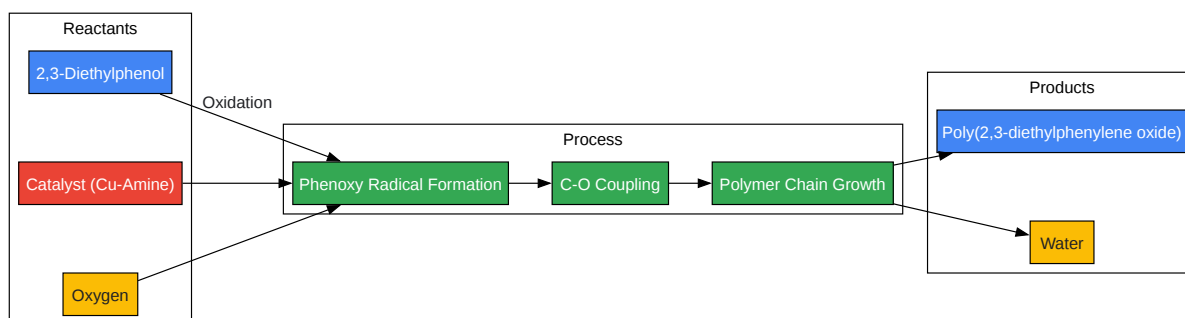 Reactants
2,3-Diethylphenol
Oxidation
Catalyst (Cu-Amine)
Oxygen
Process
Phenoxy Radical Formation
C-O Coupling
Polymer Chain Growth
Products
Poly(2,3-diethylphenylene oxide)
Water